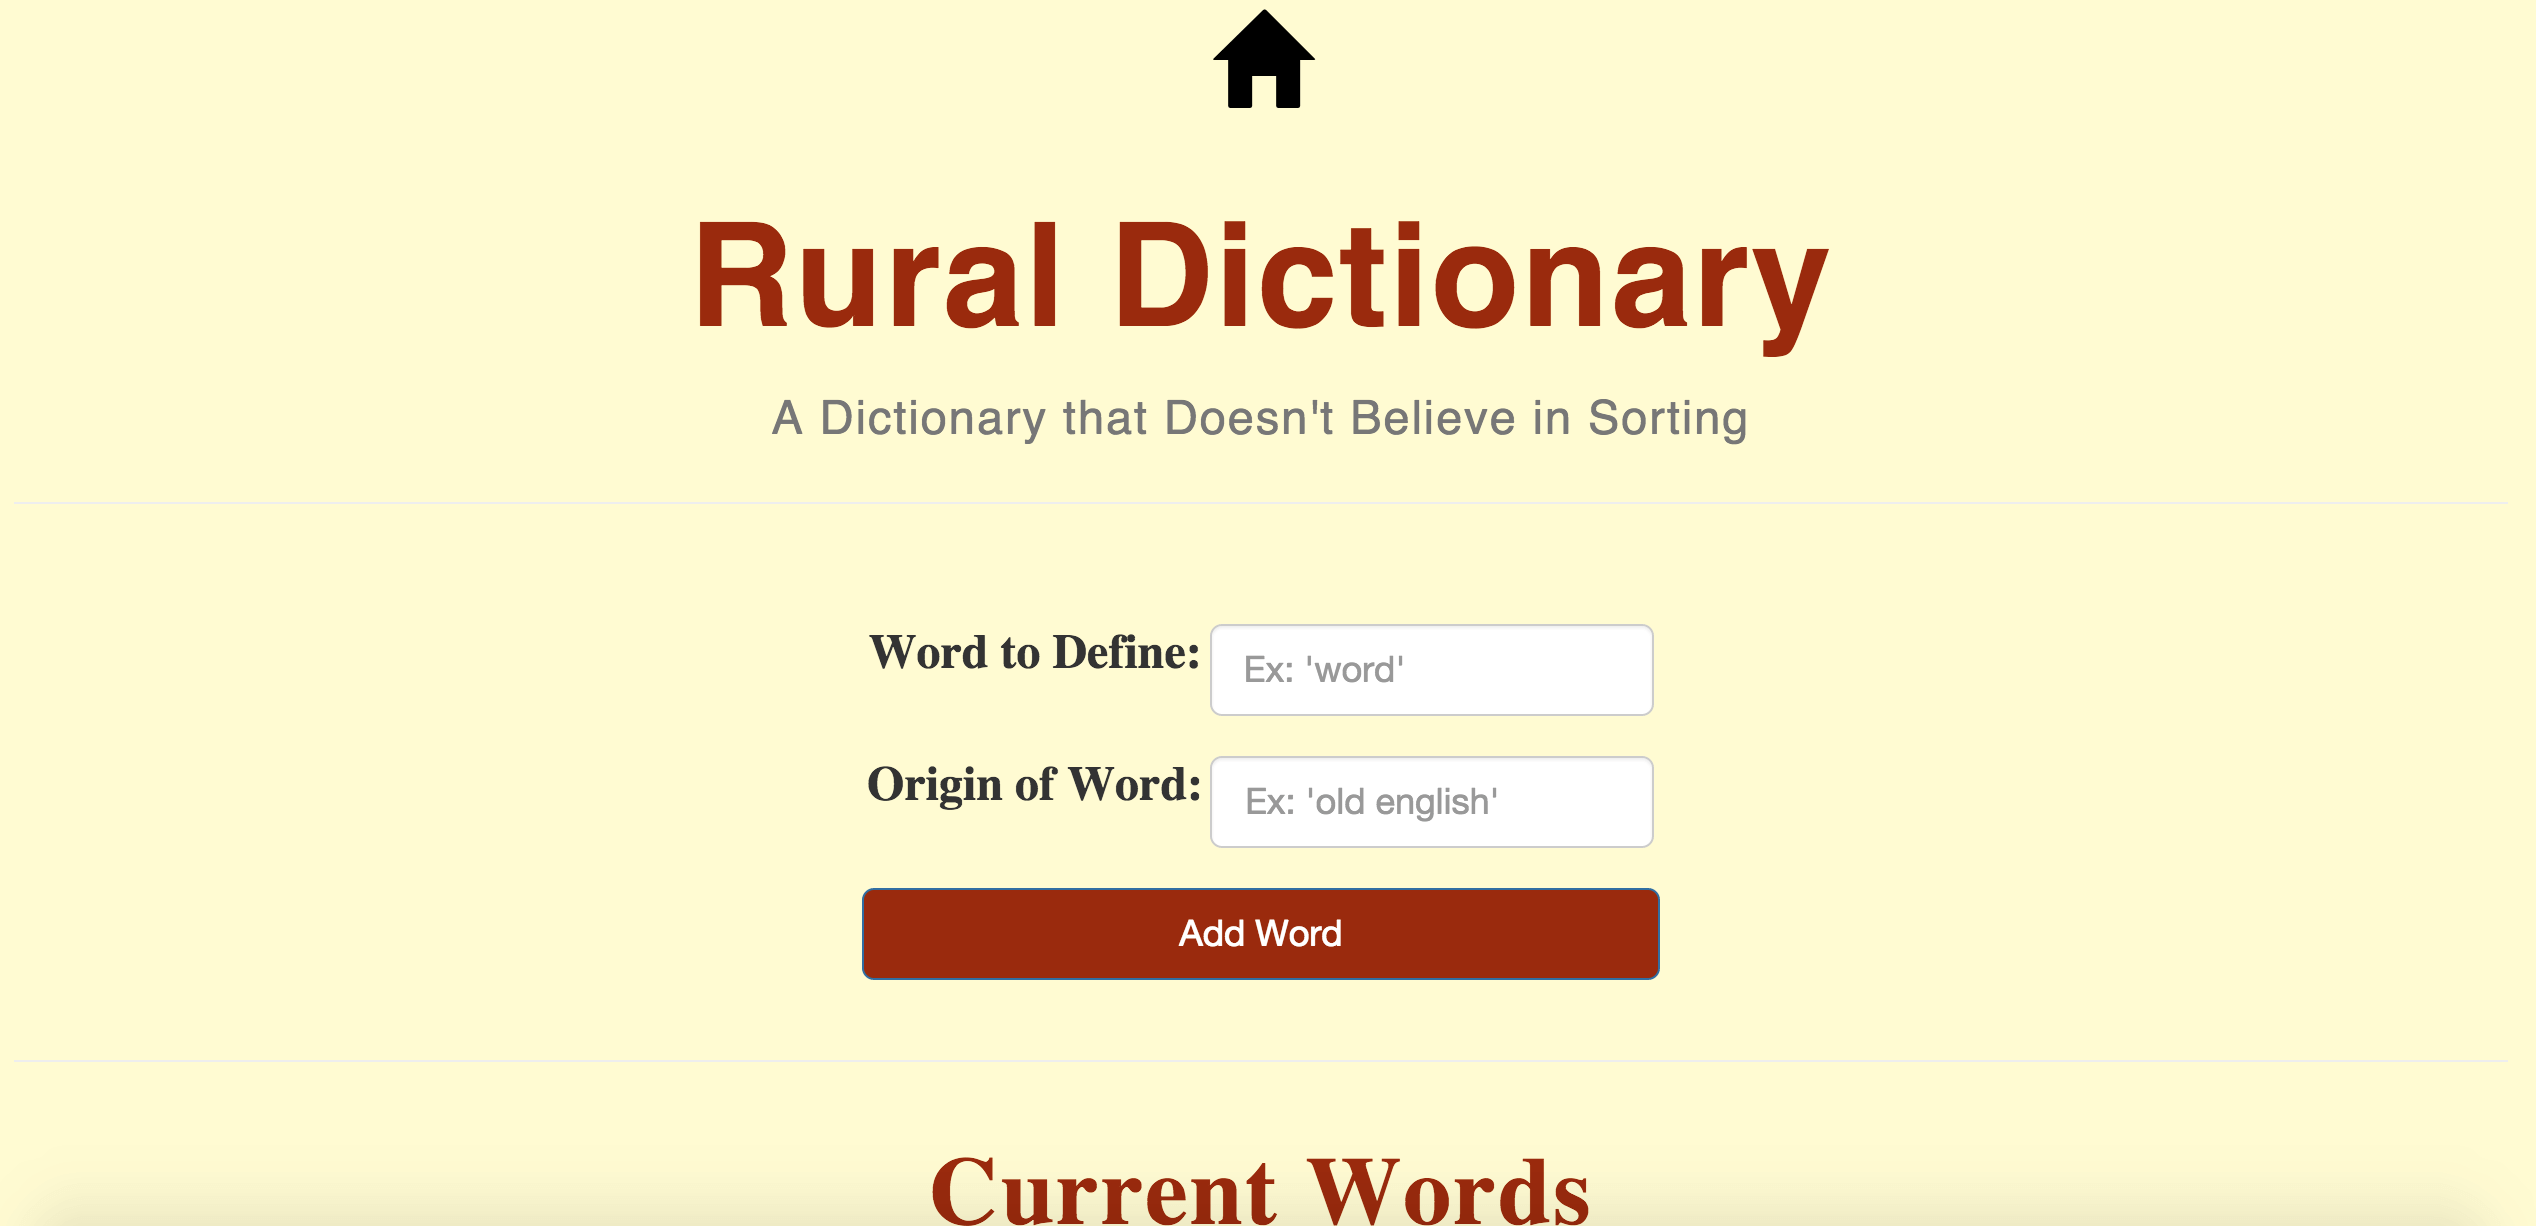 Rural Dictionary
A Dictionary that Doesn't Believe in Sorting
Word to Define: Ex: 'word'
Origin of Word: Ex: 'old english'
Add Word
Current Words